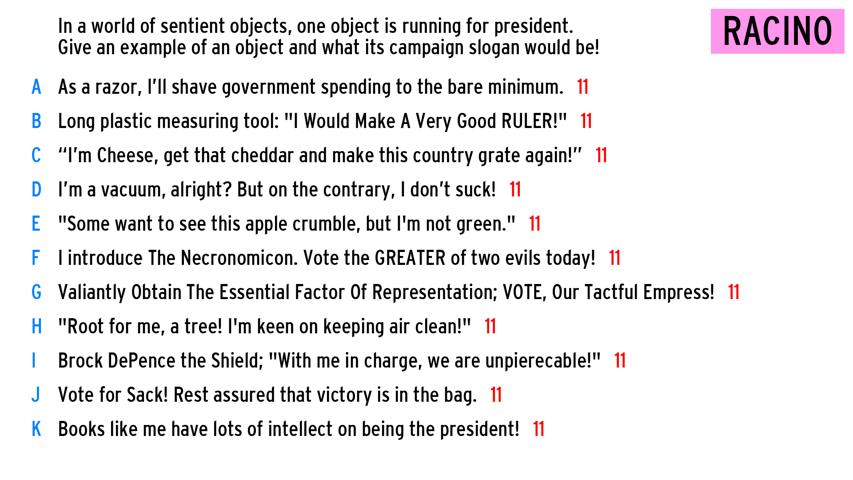 In a world of sentient objects, one object is running for president.
Give an example of an object and what its campaign slogan would be!
RACINO
A As a razor, I'll shave government spending to the bare minimum. 11
B Long plastic measuring tool: "I Would Make A Very Good RULER!" 11
C “I'm Cheese, get that cheddar and make this country grate again!” 11
D I'm a vacuum, alright? But on the contrary, I don't suck! 11
E "Some want to see this apple crumble, but I'm not green." 11
F I introduce The Necronomicon. Vote the GREATER of two evils today! 11
G Valiantly Obtain The Essential Factor Of Representation; VOTE, Our Tactful Empress! 11
H "Root for me, a tree! I'm keen on keeping air clean!" 11
I Brock DePence the Shield; "With me in charge, we are unpierecable!" 11
J Vote for Sack! Rest assured that victory is in the bag. 11
K Books like me have lots of intellect on being the president! 11